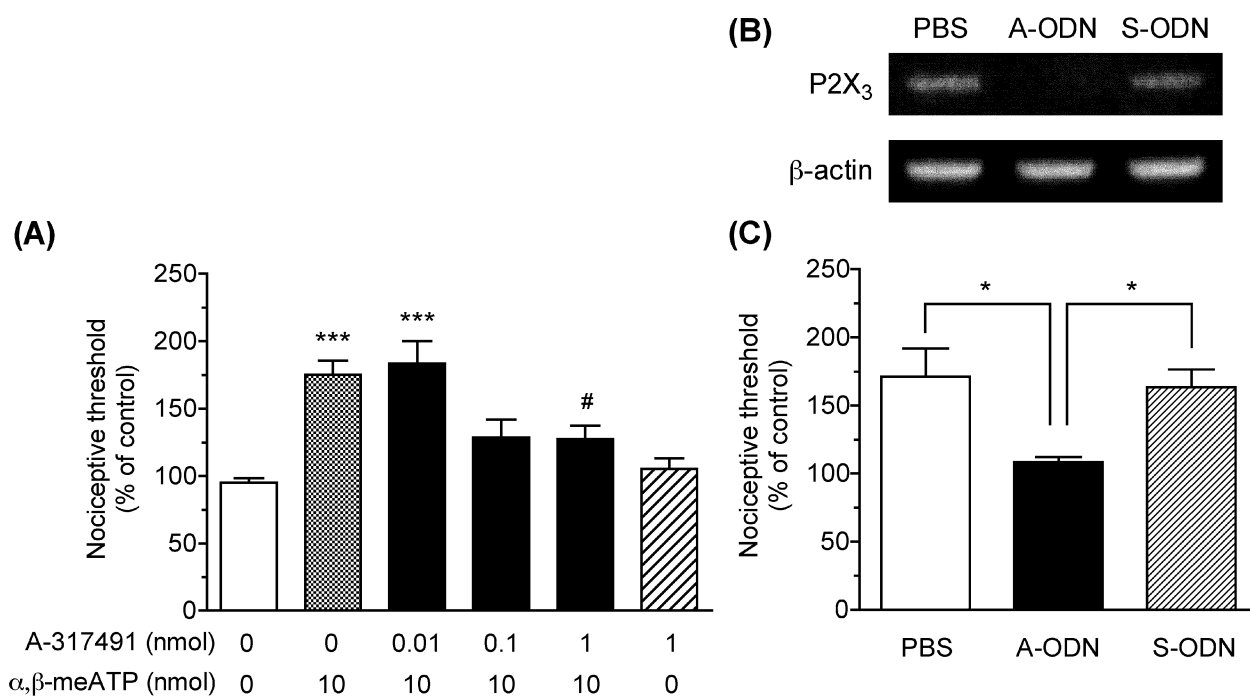 (B)
PBS A-ODN S-ODN
P2X3
β-actin
(A)
Nociceptive threshold
(% of control)
250
200
150
100
50
0
*** *** #
A-317491 (nmol) 0 0 0.01 0.1 1 1
α,β-meATP (nmol) 0 10 10 10 10 0
(C)
Nociceptive threshold
(% of control)
250
200
150
100
50
0
* *
PBS A-ODN S-ODN